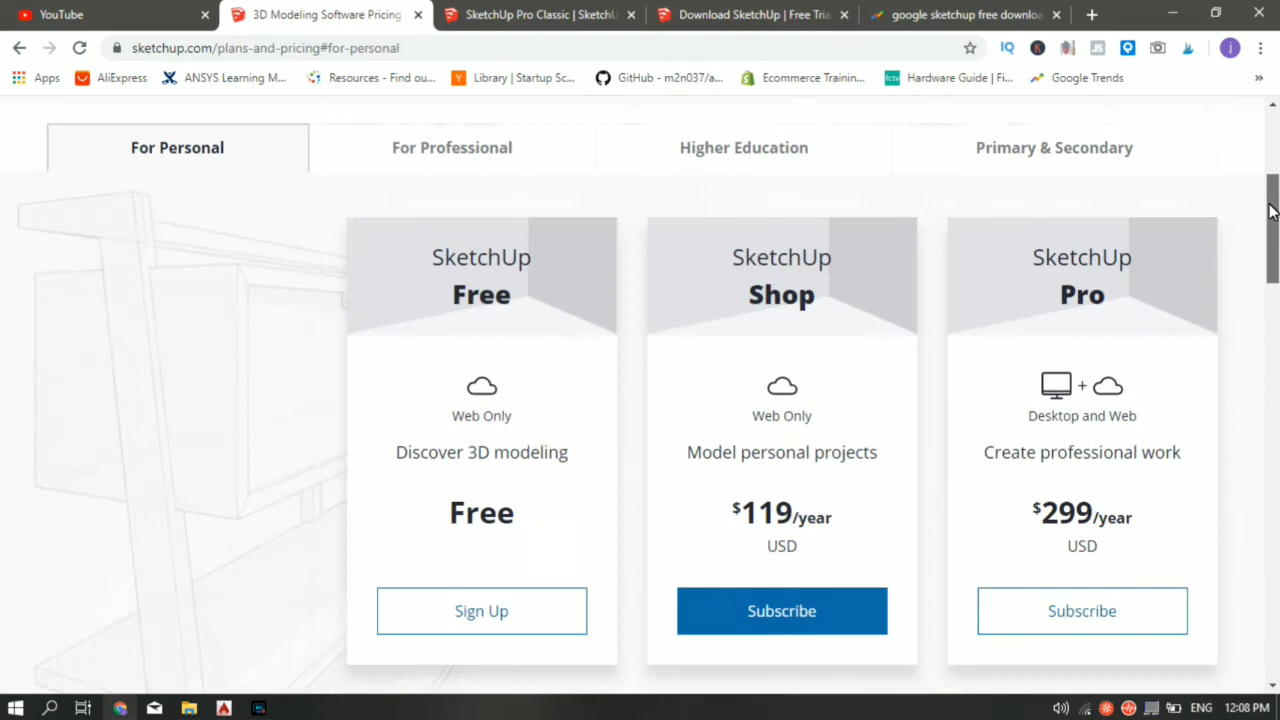 YouTube
3D Modeling Software Pricing
SketchUp Pro Classic | SketchU
Download SketchUp | Free Tria
google sketchup free downloa
sketchup.com/plans-and-pricing#for-personal
IQ
K
JS
j
Apps
AliExpress
ANSYS Learning M...
Resources - Find ou...
Library | Startup Sc...
GitHub - m2n037/a...
Ecommerce Trainin...
Hardware Guide | Fi...
Google Trends
For Personal
For Professional
Higher Education
Primary & Secondary
SketchUp
Free
Web Only
Discover 3D modeling
Free
Sign Up
SketchUp
Shop
Web Only
Model personal projects
$119/year
USD
Subscribe
SketchUp
Pro
Desktop and Web
Create professional work
$299/year
USD
Subscribe
ENG
12:08 PM